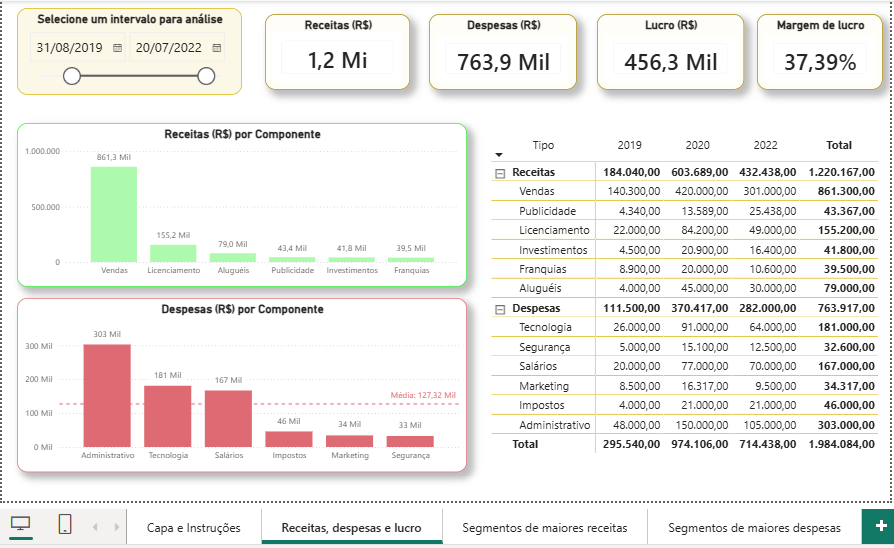 Selecione um intervalo para análise
31/08/2019 20/07/2022
Receitas (R$)
1,2 Mi
Despesas (R$)
763,9 Mil
Lucro (R$)
456,3 Mil
Margem de lucro
37,39%
Receitas (R$) por Componente
1.000.000
500.000
0
861,3 Mil
155,2 Mil
79,0 Mil
43,4 Mil
41,8 Mil
39,5 Mil
Vendas Licenciamento Aluguéis Publicidade Investimentos Franquias
Despesas (R$) por Componente
300 Mil
200 Mil
100 Mil
0 Mil
303 Mil
181 Mil
167 Mil
46 Mil
34 Mil
33 Mil
Média: 127,32 Mil
Administrativo Tecnologia Salários Impostos Marketing Segurança
Tipo 2019 2020 2022 Total
Receitas 184.040,00 603.689,00 432.438,00 1.220.167,00
Vendas 140.300,00 420.000,00 301.000,00 861.300,00
Publicidade 4.340,00 13.589,00 25.438,00 43.367,00
Licenciamento 22.000,00 84.200,00 49.000,00 155.200,00
Investimentos 4.500,00 20.900,00 16.400,00 41.800,00
Franquias 8.900,00 20.000,00 10.600,00 39.500,00
Aluguéis 4.000,00 45.000,00 30.000,00 79.000,00
Despesas 111.500,00 370.417,00 282.000,00 763.917,00
Tecnologia 26.000,00 91.000,00 64.000,00 181.000,00
Segurança 5.000,00 15.100,00 12.500,00 32.600,00
Salários 20.000,00 77.000,00 70.000,00 167.000,00
Marketing 8.500,00 16.317,00 9.500,00 34.317,00
Impostos 4.000,00 21.000,00 21.000,00 46.000,00
Administrativo 48.000,00 150.000,00 105.000,00 303.000,00
Total 295.540,00 974.106,00 714.438,00 1.984.084,00
Capa e Instruções Receitas, despesas e lucro Segmentos de maiores receitas Segmentos de maiores despesas +